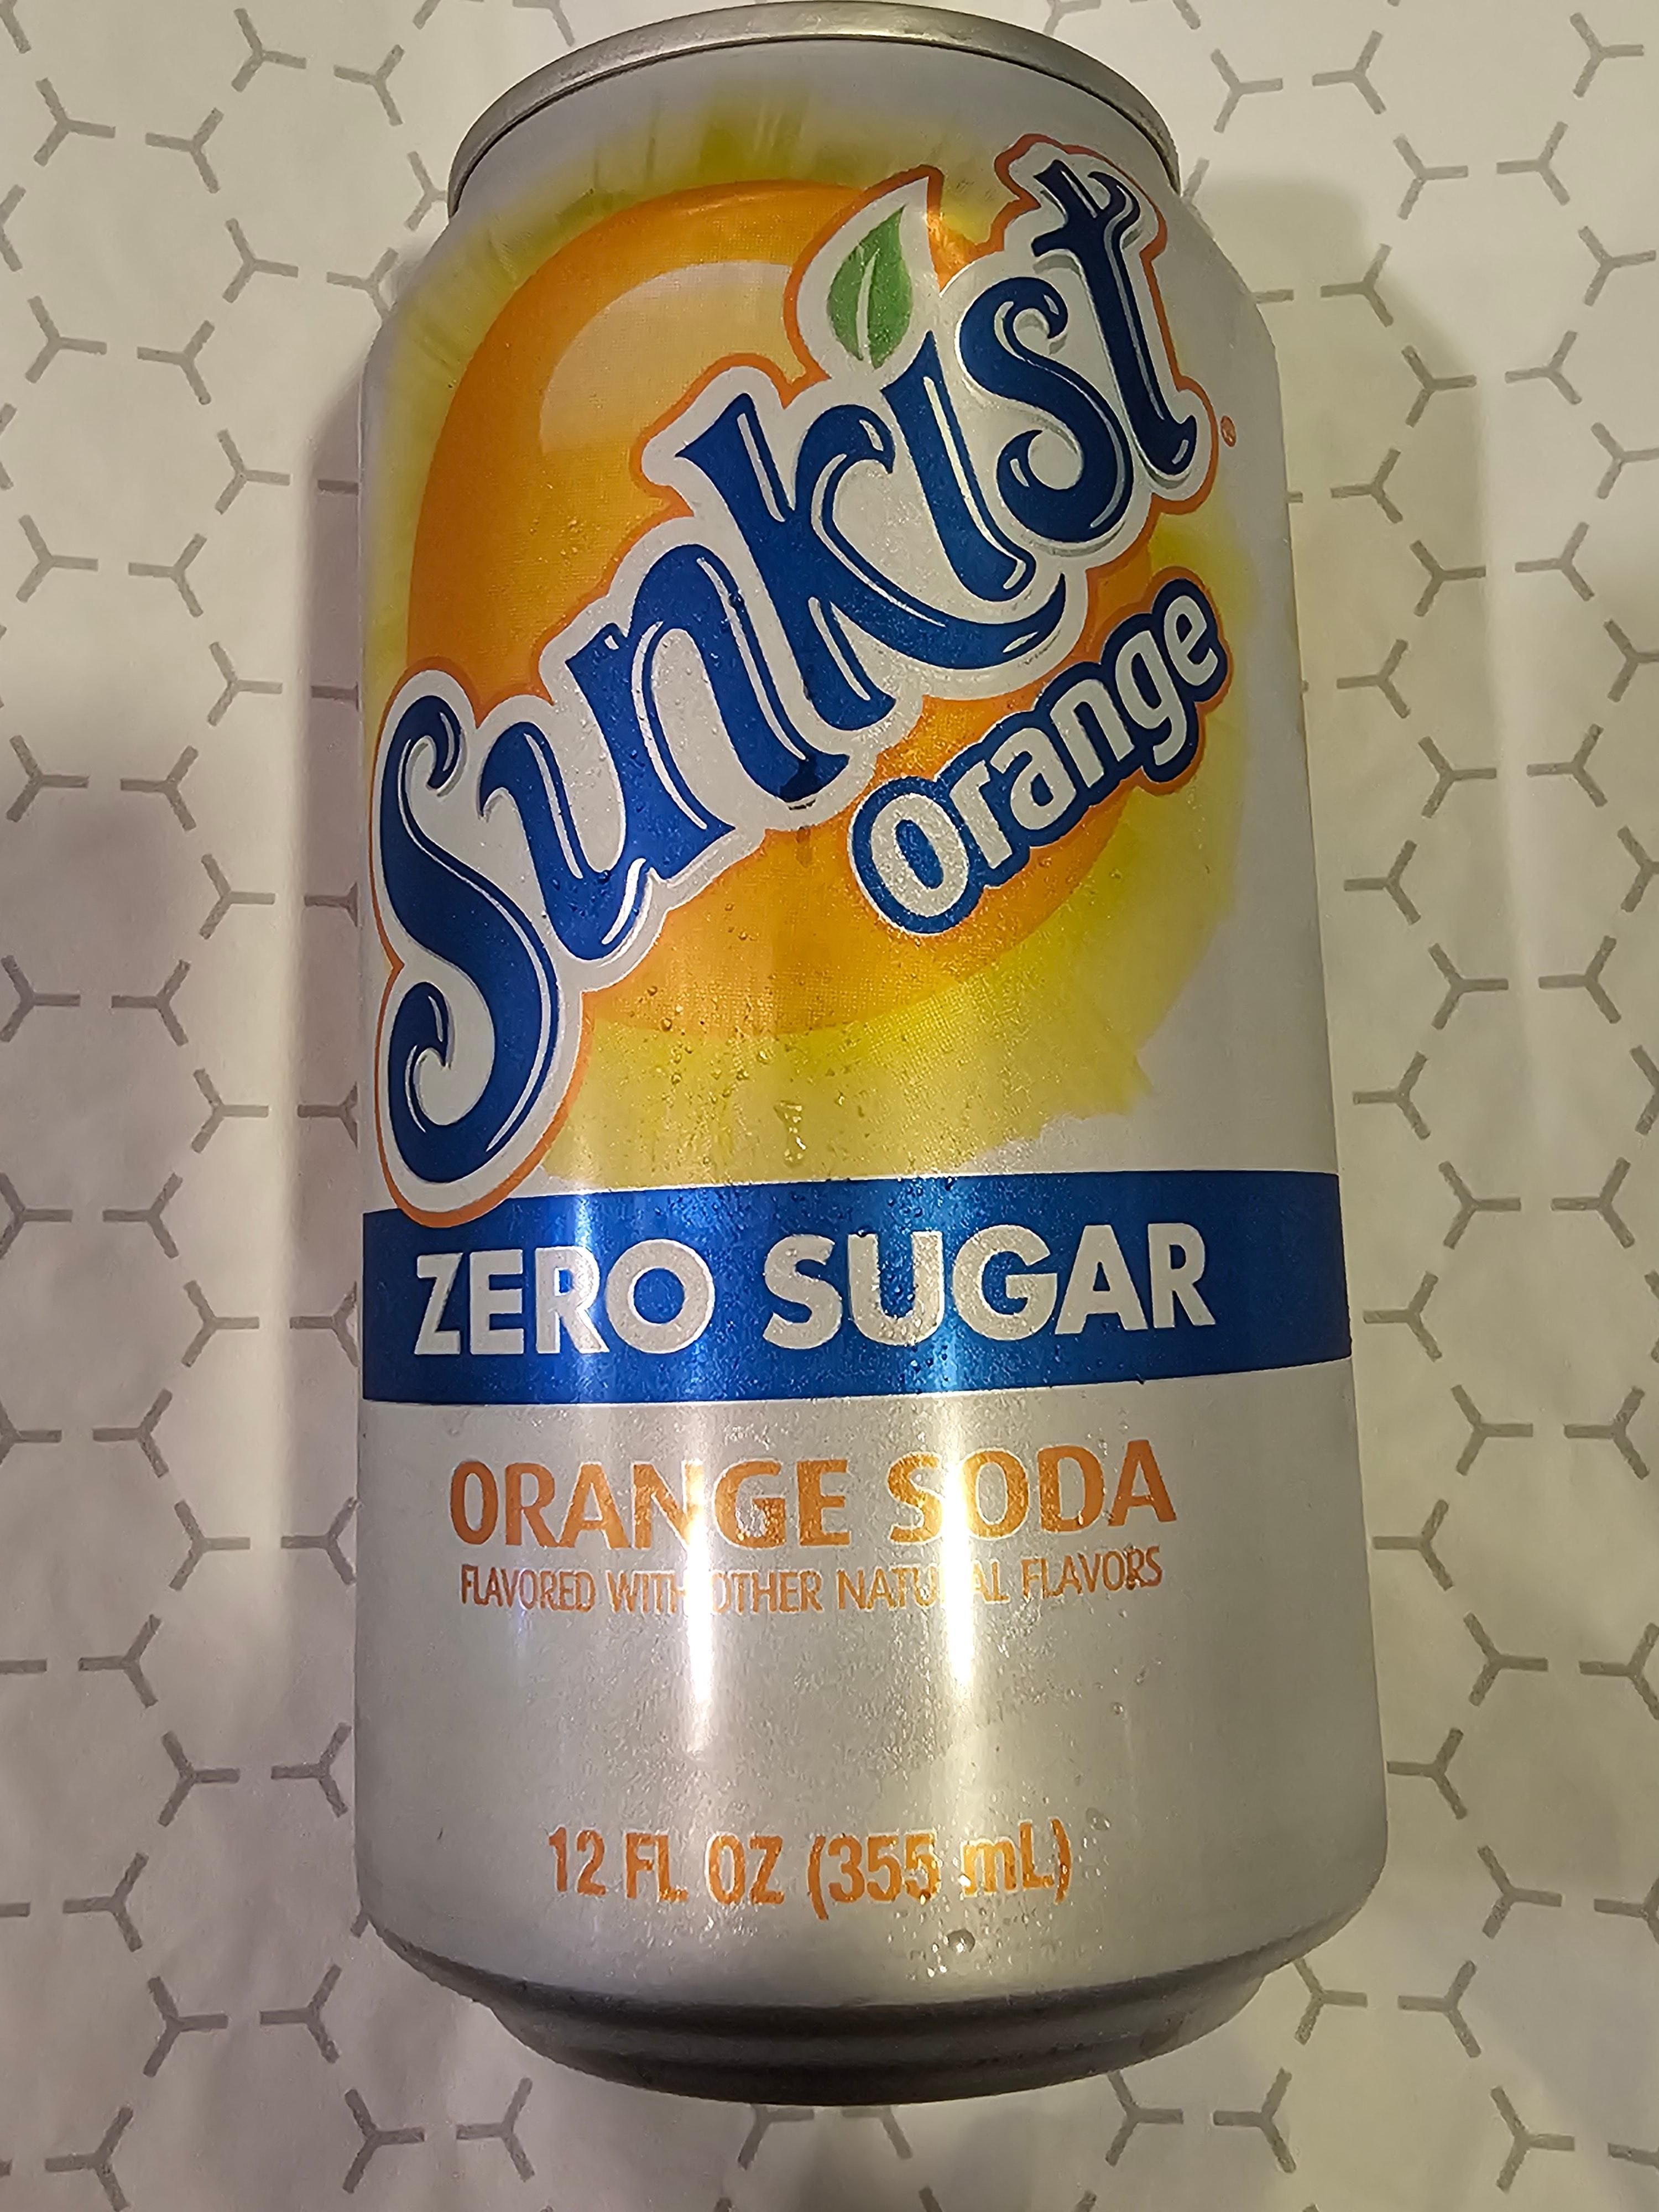 Sunkist
orange
ZERO SUGAR
ORANGE SODA
FLAVORED WITH OTHER NATURAL FLAVORS
12 FL OZ (355 mL)